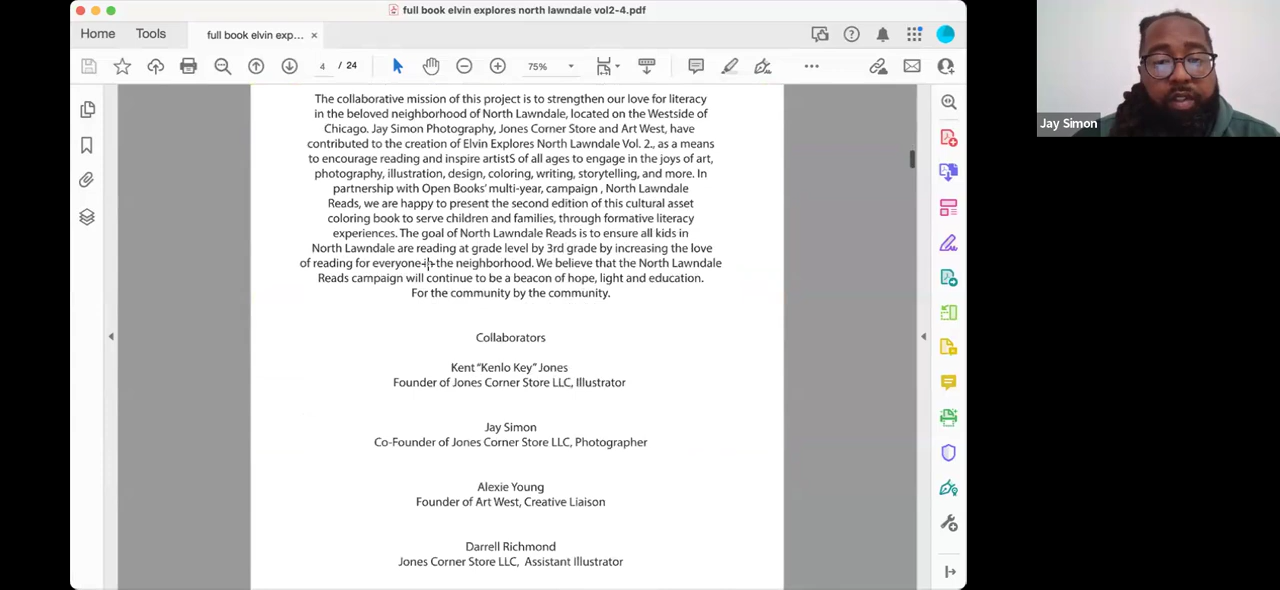 full book elvin explores north lawndale vol2-4.pdf
Home
Tools
full book elvin exp...
4 / 24
75%
The collaborative mission of this project is to strengthen our love for literacy
in the beloved neighborhood of North Lawndale, located on the Westside of
Chicago. Jay Simon Photography, Jones Corner Store and Art West, have
contributed to the creation of Elvin Explores North Lawndale Vol. 2., as a means
to encourage reading and inspire artistS of all ages to engage in the joys of art,
photography, illustration, design, coloring, writing, storytelling, and more. In
partnership with Open Books' multi-year, campaign , North Lawndale
Reads, we are happy to present the second edition of this cultural asset
coloring book to serve children and families, through formative literacy
experiences. The goal of North Lawndale Reads is to ensure all kids in
North Lawndale are reading at grade level by 3rd grade by increasing the love
of reading for everyone in the neighborhood. We believe that the North Lawndale
Reads campaign will continue to be a beacon of hope, light and education.
For the community by the community.
Collaborators
Kent "Kenlo Key" Jones
Founder of Jones Corner Store LLC, Illustrator
Jay Simon
Co-Founder of Jones Corner Store LLC, Photographer
Alexie Young
Founder of Art West, Creative Liaison
Darrell Richmond
Jones Corner Store LLC, Assistant Illustrator
Jay Simon